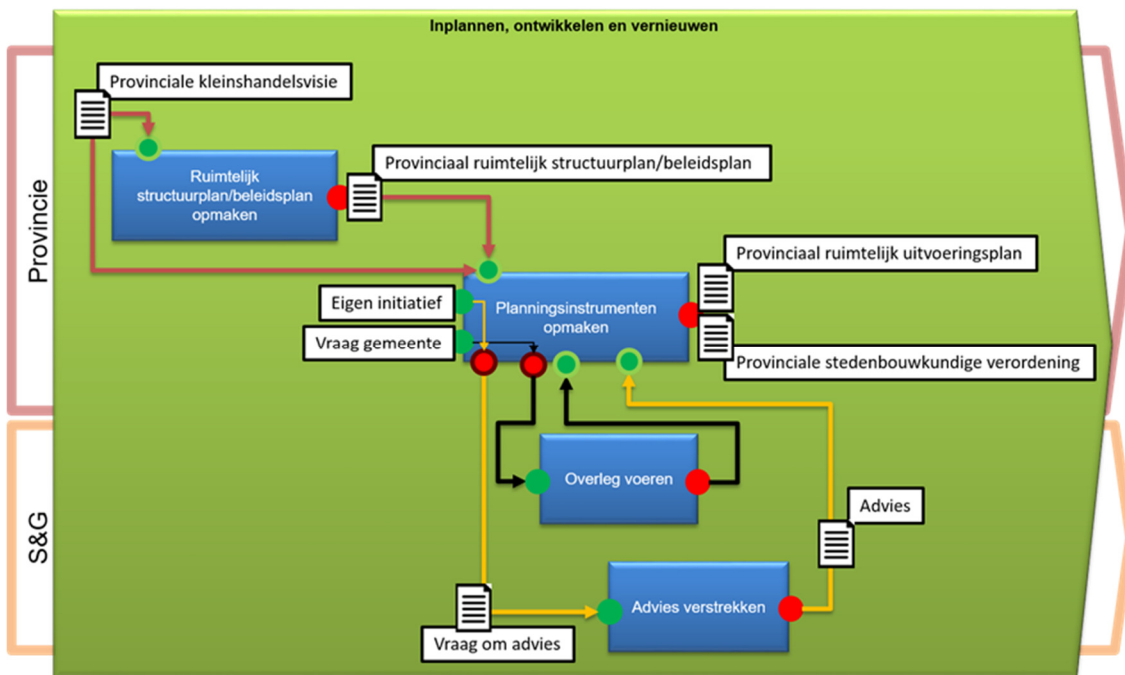 Inplannen, ontwikkelen en vernieuwen
Provincie
Provinciale kleinshandelsvisie
Ruimtelijk
structuurplan/beleidsplan
opmaken
Provinciaal ruimtelijk structuurplan/beleidsplan
Provinciaal ruimtelijk uitvoeringsplan
Eigen initiatief
Planningsinstrumenten
opmaken
Vraag gemeente
Provinciale stedenbouwkundige verordening
S&G
Overleg voeren
Advies
Advies verstrekken
Vraag om advies